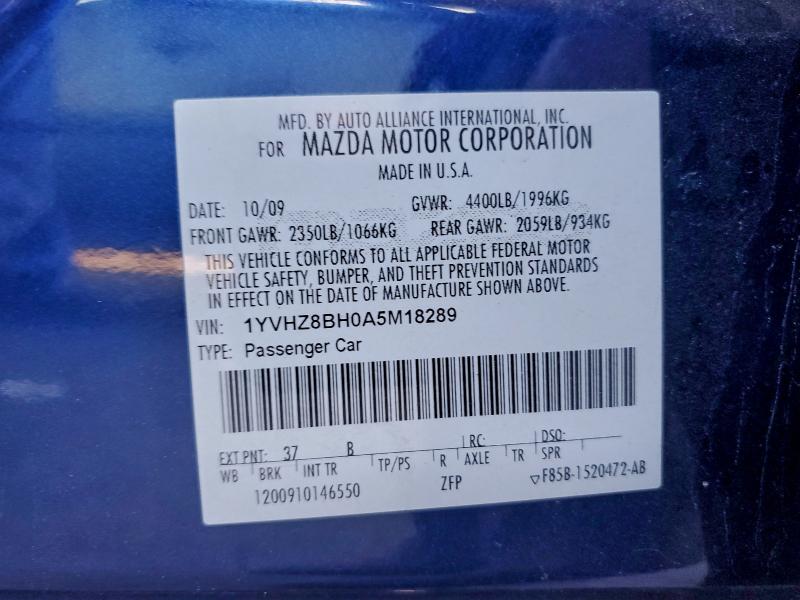 MFD. BY AUTO ALLIANCE INTERNATIONAL, INC.
FOR MAZDA MOTOR CORPORATION
MADE IN U.S.A.
DATE: 10/09 GVWR: 4400LB/1996KG
FRONT GAWR: 2350LB/1066KG REAR GAWR: 2059LB/934KG
THIS VEHICLE CONFORMS TO ALL APPLICABLE FEDERAL MOTOR
VEHICLE SAFETY, BUMPER, AND THEFT PREVENTION STANDARDS
IN EFFECT ON THE DATE OF MANUFACTURE SHOWN ABOVE.
VIN: 1YVHZ8BH0A5M18289
TYPE: Passenger Car
EXT PNT: 37 B RC: DSO:
WB BRK INT TR TP/PS R AXLE TR SPR
1200910146550 ZFP ▽F85B-1520472-AB